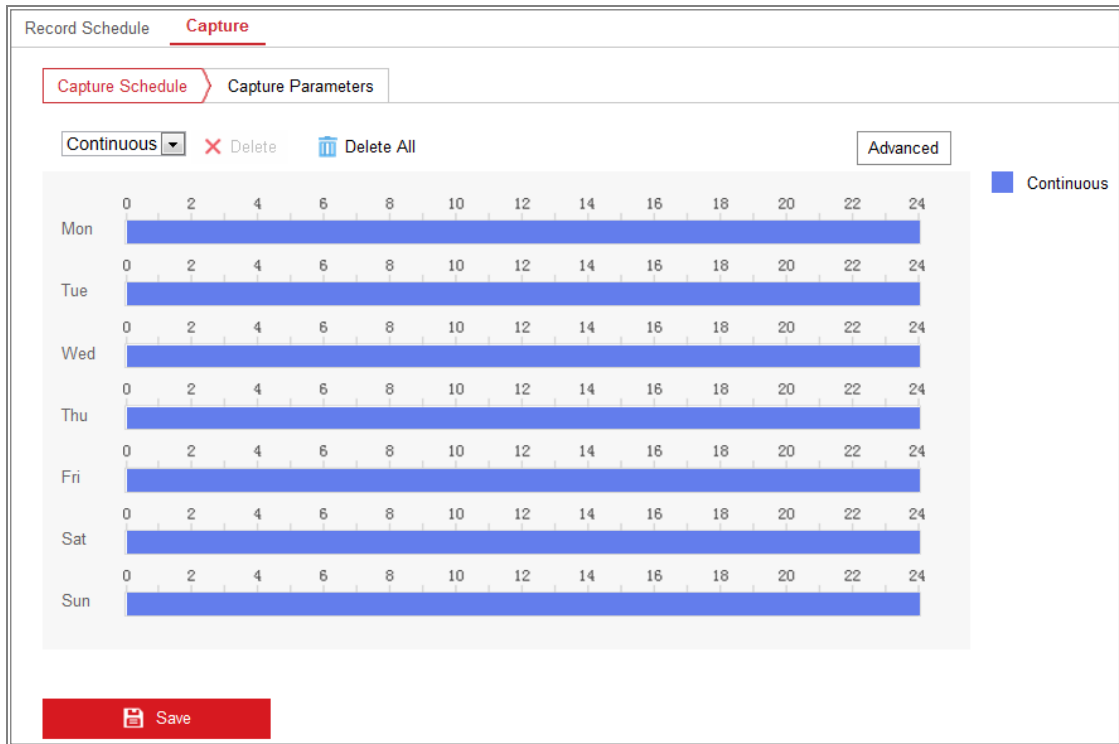 Record Schedule Capture
Capture Schedule Capture Parameters
Continuous Delete Delete All Advanced
Continuous
0 2 4 6 8 10 12 14 16 18 20 22 24
Mon
0 2 4 6 8 10 12 14 16 18 20 22 24
Tue
0 2 4 6 8 10 12 14 16 18 20 22 24
Wed
0 2 4 6 8 10 12 14 16 18 20 22 24
Thu
0 2 4 6 8 10 12 14 16 18 20 22 24
Fri
0 2 4 6 8 10 12 14 16 18 20 22 24
Sat
0 2 4 6 8 10 12 14 16 18 20 22 24
Sun
Save